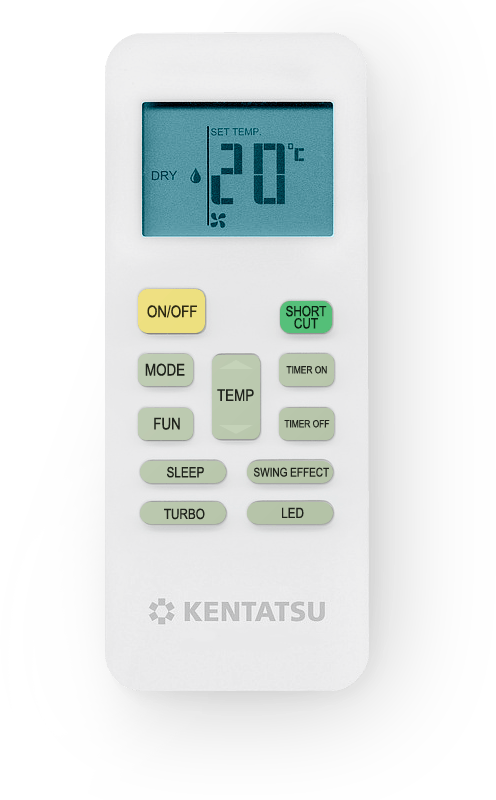 SET TEMP.
DRY 20°C
ON/OFF
SHORT
CUT
MODE
TEMP
TIMER ON
FUN
TIMER OFF
SLEEP
SWING EFFECT
TURBO
LED
KENTATSU